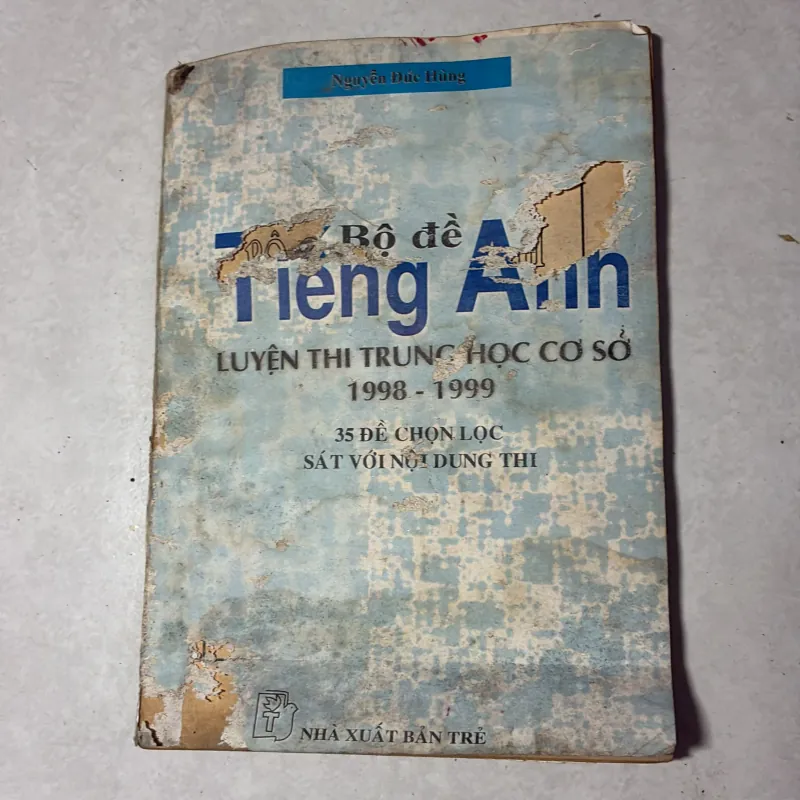 Nguyễn Đức Hùng
Bộ đề
Tiếng Anh
LUYỆN THI TRUNG HỌC CƠ SỞ
1998 - 1999
35 ĐỀ CHỌN LỌC
SÁT VỚI NỘI DUNG THI
T
NHÀ XUẤT BẢN TRẺ